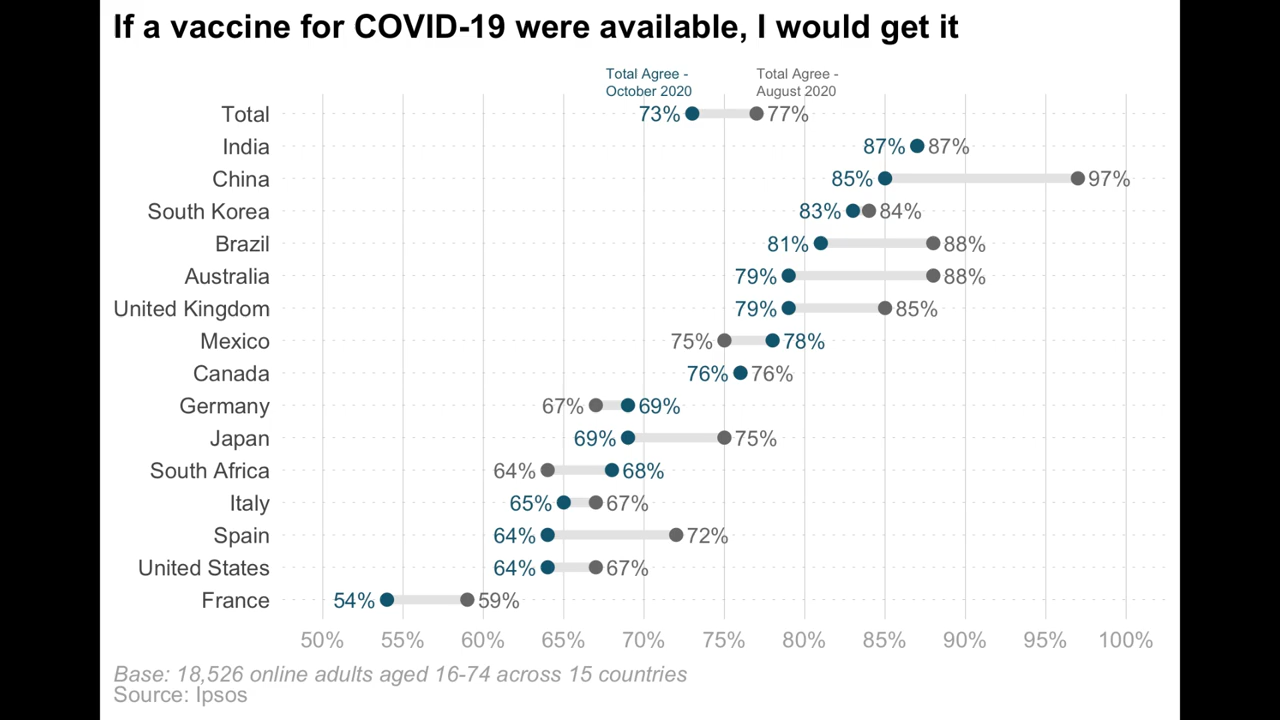 If a vaccine for COVID-19 were available, I would get it
Total Agree - October 2020
Total Agree - August 2020
Total 73% 77%
India 87% 87%
China 85% 97%
South Korea 83% 84%
Brazil 81% 88%
Australia 79% 88%
United Kingdom 79% 85%
Mexico 75% 78%
Canada 76% 76%
Germany 67% 69%
Japan 69% 75%
South Africa 64% 68%
Italy 65% 67%
Spain 64% 72%
United States 64% 67%
France 54% 59%
50% 55% 60% 65% 70% 75% 80% 85% 90% 95% 100%
Base: 18,526 online adults aged 16-74 across 15 countries
Source: Ipsos